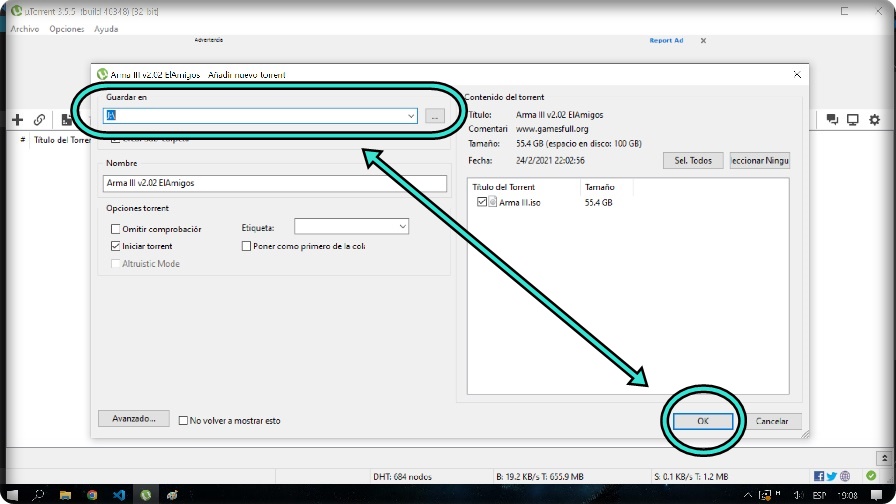 µTorrent 3.5.5 (build 46348) [32-bit]
Archivo Opciones Ayuda
Advertencia
Report Ad
Arma III v2.02 ElAmigos - Añadir nuevo torrent
Guardar en
Contenido del torrent
Título: Arma III v2.02 ElAmigos
Comentari www.gamesfull.org
Tamaño: 55.4 GB (espacio en disco: 100 GB)
Fecha: 24/2/2021 22:02:56
Sel. Todos
eccionar Ningu
# Título del Torrer
Nombre
Arma III v2.02 ElAmigos
Título del Torrent Tamaño
Arma III.iso 55.4 GB
Opciones torrent
Omitir comprobación
Etiqueta:
Iniciar torrent
Poner como primero de la cola
Altruistic Mode
Avanzado...
No volver a mostrar esto
OK
Cancelar
DHT: 684 nodos
B: 19.2 KB/s T: 655.9 MB
S: 0.1 KB/s T: 1.2 MB
ESP
19:08